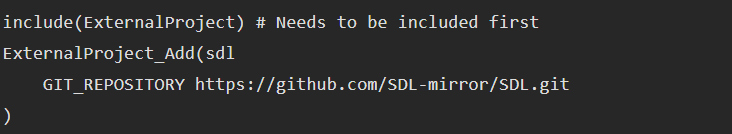 include(ExternalProject) # Needs to be included first
ExternalProject_Add(sdl
    GIT_REPOSITORY https://github.com/SDL-mirror/SDL.git
)